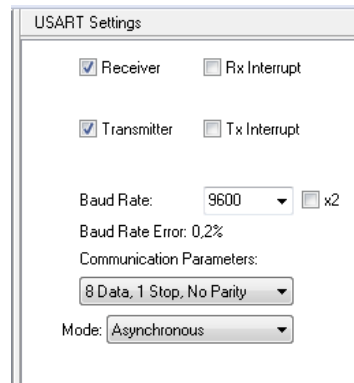 USART Settings
Receiver Rx Interrupt
Transmitter Tx Interrupt
Baud Rate: 9600 x2
Baud Rate Error: 0,2%
Communication Parameters:
8 Data, 1 Stop, No Parity
Mode: Asynchronous